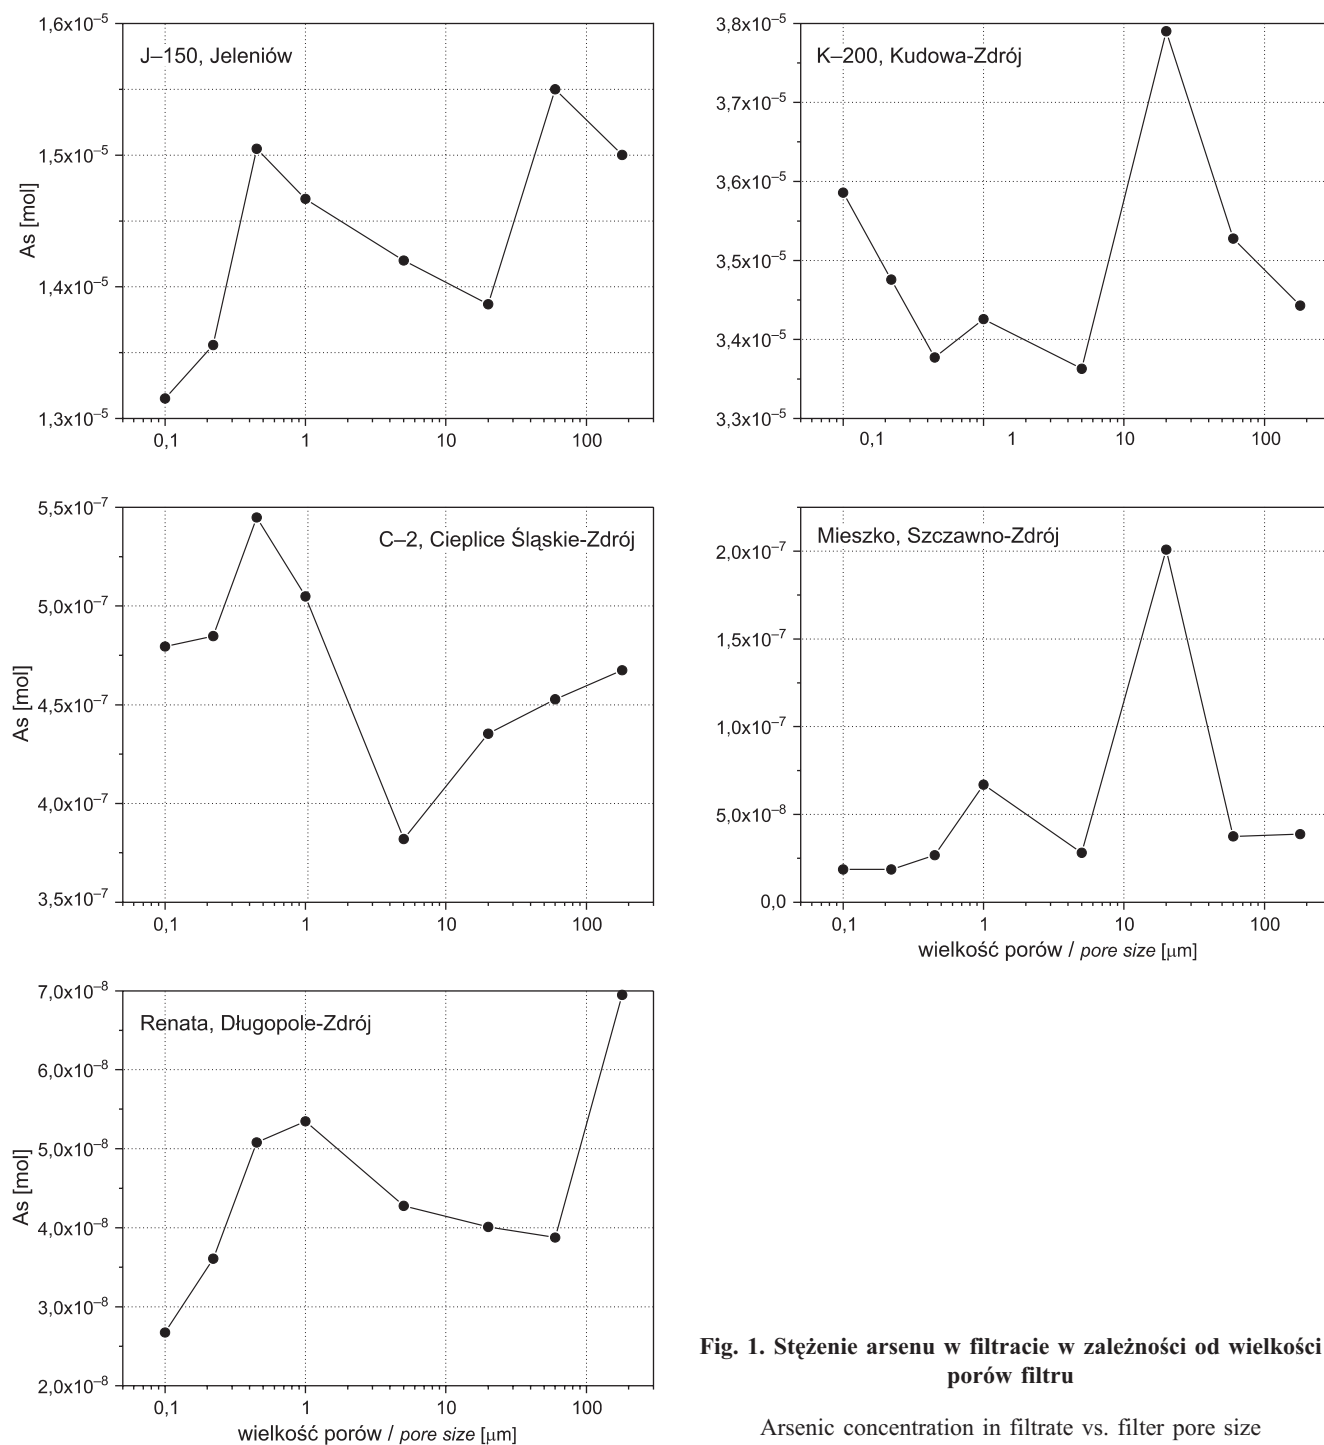 J–150, Jeleniów
As [mol]
1,6x10⁻⁵
1,5x10⁻⁵
1,4x10⁻⁵
1,3x10⁻⁵
0,1 1 10 100
K–200, Kudowa-Zdrój
3,8x10⁻⁵
3,7x10⁻⁵
3,6x10⁻⁵
3,5x10⁻⁵
3,4x10⁻⁵
3,3x10⁻⁵
0,1 1 10 100
C–2, Cieplice Śląskie-Zdrój
As [mol]
5,5x10⁻⁷
5,0x10⁻⁷
4,5x10⁻⁷
4,0x10⁻⁷
3,5x10⁻⁷
0,1 1 10 100
Mieszko, Szczawno-Zdrój
2,0x10⁻⁷
1,5x10⁻⁷
1,0x10⁻⁷
5,0x10⁻⁸
0,0
0,1 1 10 100
wielkość porów / pore size [μm]
Renata, Długopole-Zdrój
As [mol]
7,0x10⁻⁸
6,0x10⁻⁸
5,0x10⁻⁸
4,0x10⁻⁸
3,0x10⁻⁸
2,0x10⁻⁸
0,1 1 10 100
wielkość porów / pore size [μm]
Fig. 1. Stężenie arsenu w filtracie w zależności od wielkości
porów filtru
Arsenic concentration in filtrate vs. filter pore size